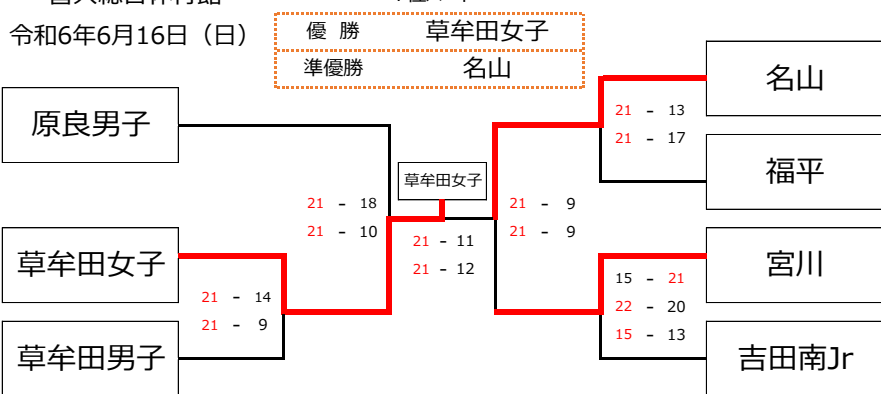 令和6年6月16日（日）
優 勝 草牟田女子
準優勝 名山
原良男子
草牟田女子
草牟田男子
21 - 14
21 - 9
21 - 18
21 - 10
草牟田女子
21 - 11
21 - 12
21 - 9
21 - 9
名山
21 - 13
21 - 17
福平
宮川
15 - 21
22 - 20
15 - 13
吉田南Jr